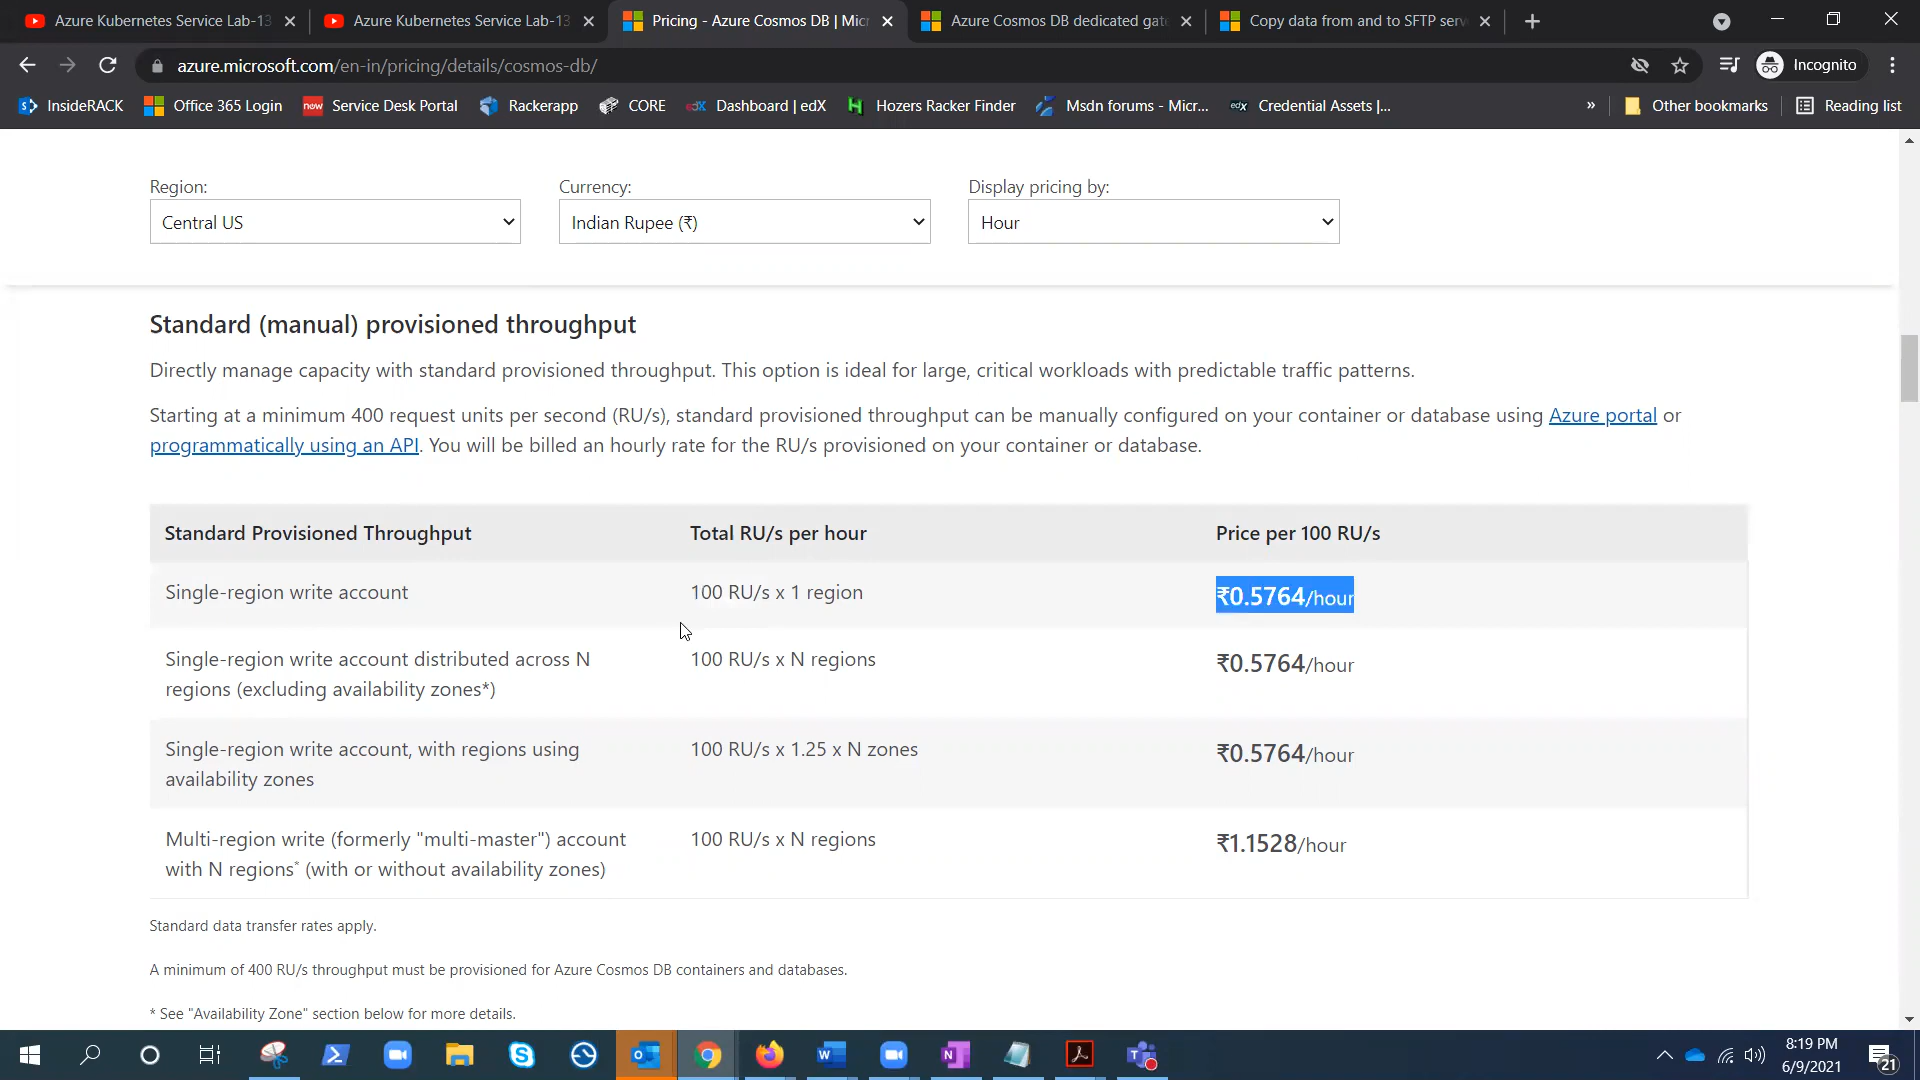 Azure Kubernetes Service Lab-13
Azure Kubernetes Service Lab-13
Pricing - Azure Cosmos DB | Mic
Azure Cosmos DB dedicated gate
Copy data from and to SFTP serv
azure.microsoft.com/en-in/pricing/details/cosmos-db/
Incognito
InsideRACK
Office 365 Login
now
Service Desk Portal
Rackerapp
CORE
edX
Dashboard | edX
Hozers Racker Finder
Msdn forums - Micr...
edx
Credential Assets |...
»
Other bookmarks
Reading list
Region:
Currency:
Display pricing by:
Central US
Indian Rupee (₹)
Hour
Standard (manual) provisioned throughput
Directly manage capacity with standard provisioned throughput. This option is ideal for large, critical workloads with predictable traffic patterns.
Starting at a minimum 400 request units per second (RU/s), standard provisioned throughput can be manually configured on your container or database using Azure portal or
programmatically using an API. You will be billed an hourly rate for the RU/s provisioned on your container or database.
Standard Provisioned Throughput
Total RU/s per hour
Price per 100 RU/s
Single-region write account
100 RU/s x 1 region
₹0.5764/hour
Single-region write account distributed across N
regions (excluding availability zones*)
100 RU/s x N regions
₹0.5764/hour
Single-region write account, with regions using
availability zones
100 RU/s x 1.25 x N zones
₹0.5764/hour
Multi-region write (formerly "multi-master") account
with N regions* (with or without availability zones)
100 RU/s x N regions
₹1.1528/hour
Standard data transfer rates apply.
A minimum of 400 RU/s throughput must be provisioned for Azure Cosmos DB containers and databases.
* See "Availability Zone" section below for more details.
8:19 PM
6/9/2021
21